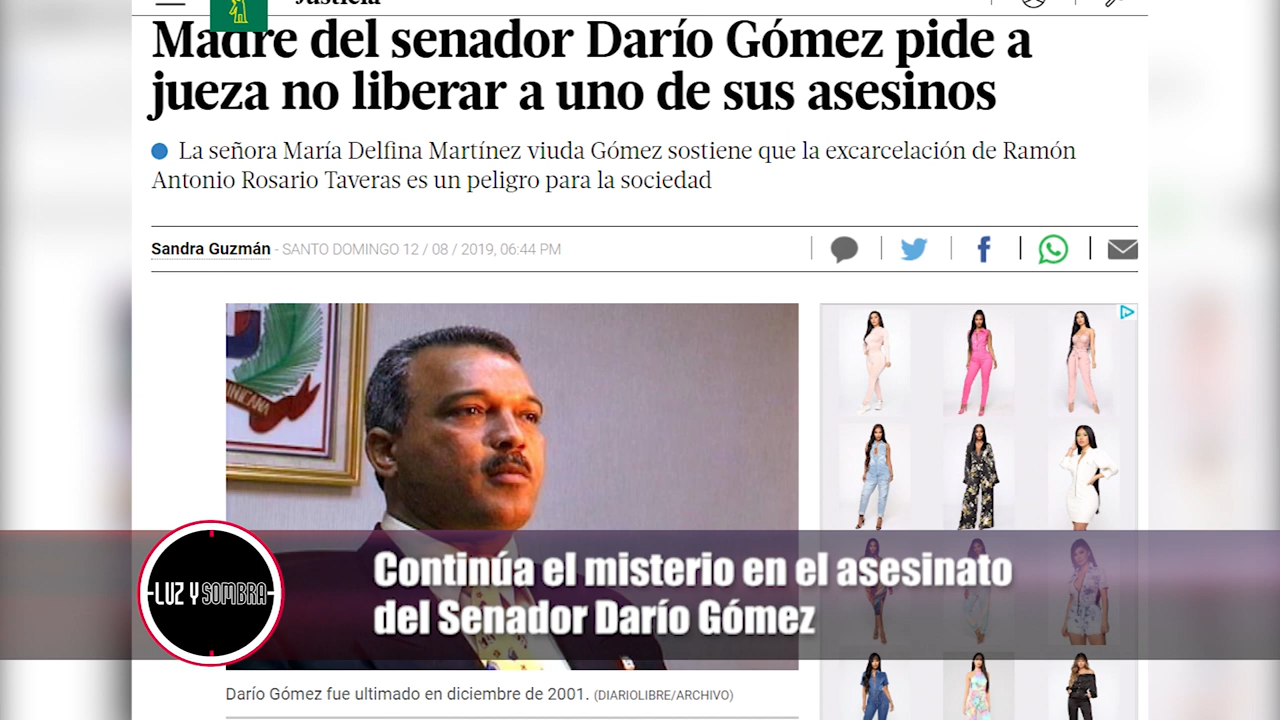 Justicia
Madre del senador Darío Gómez pide a
jueza no liberar a uno de sus asesinos
La señora María Delfina Martínez viuda Gómez sostiene que la excarcelación de Ramón
Antonio Rosario Taveras es un peligro para la sociedad
Sandra Guzmán - SANTO DOMINGO 12 / 08 / 2019, 06:44 PM
LUZ Y SOMBRA
Continúa el misterio en el asesinato
del Senador Darío Gómez
Darío Gómez fue ultimado en diciembre de 2001. (DIARIOLIBRE/ARCHIVO)